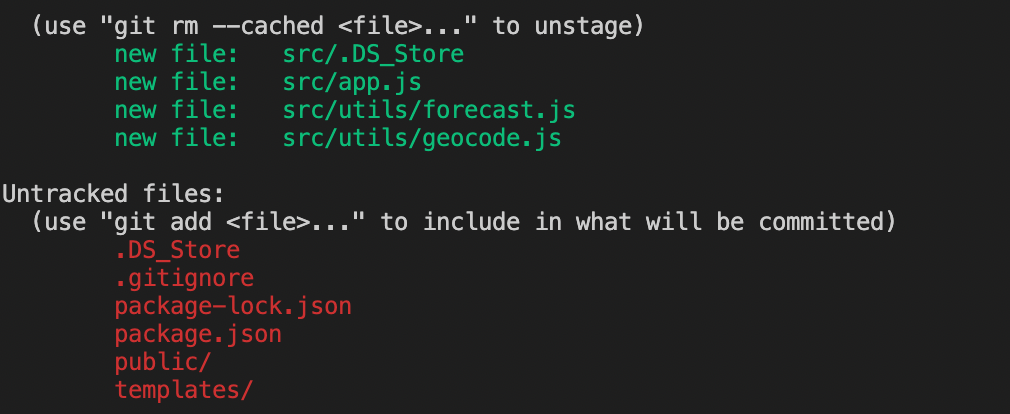 (use "git rm --cached <file>..." to unstage)
new file:   src/.DS_Store
new file:   src/app.js
new file:   src/utils/forecast.js
new file:   src/utils/geocode.js
Untracked files:
(use "git add <file>..." to include in what will be committed)
.DS_Store
.gitignore
package-lock.json
package.json
public/
templates/